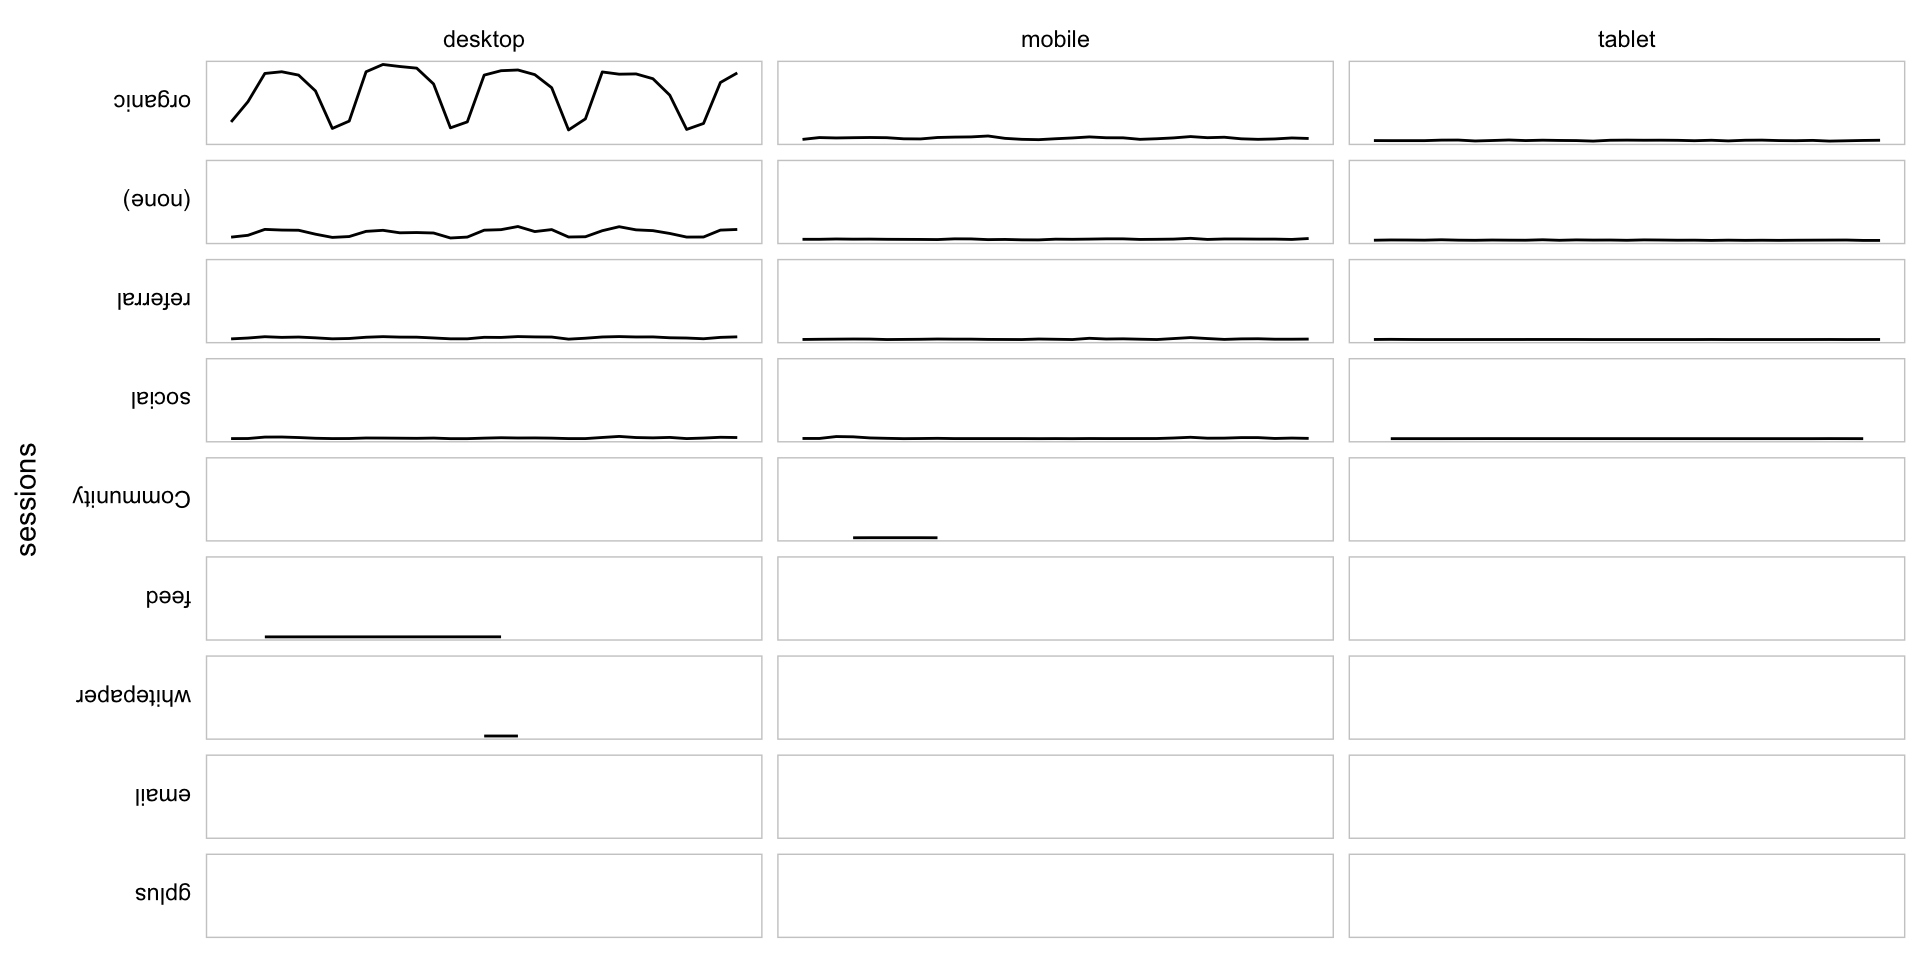 desktop
mobile
tablet
organic
(none)
referral
social
Community
feed
whitepaper
email
gplus
sessions